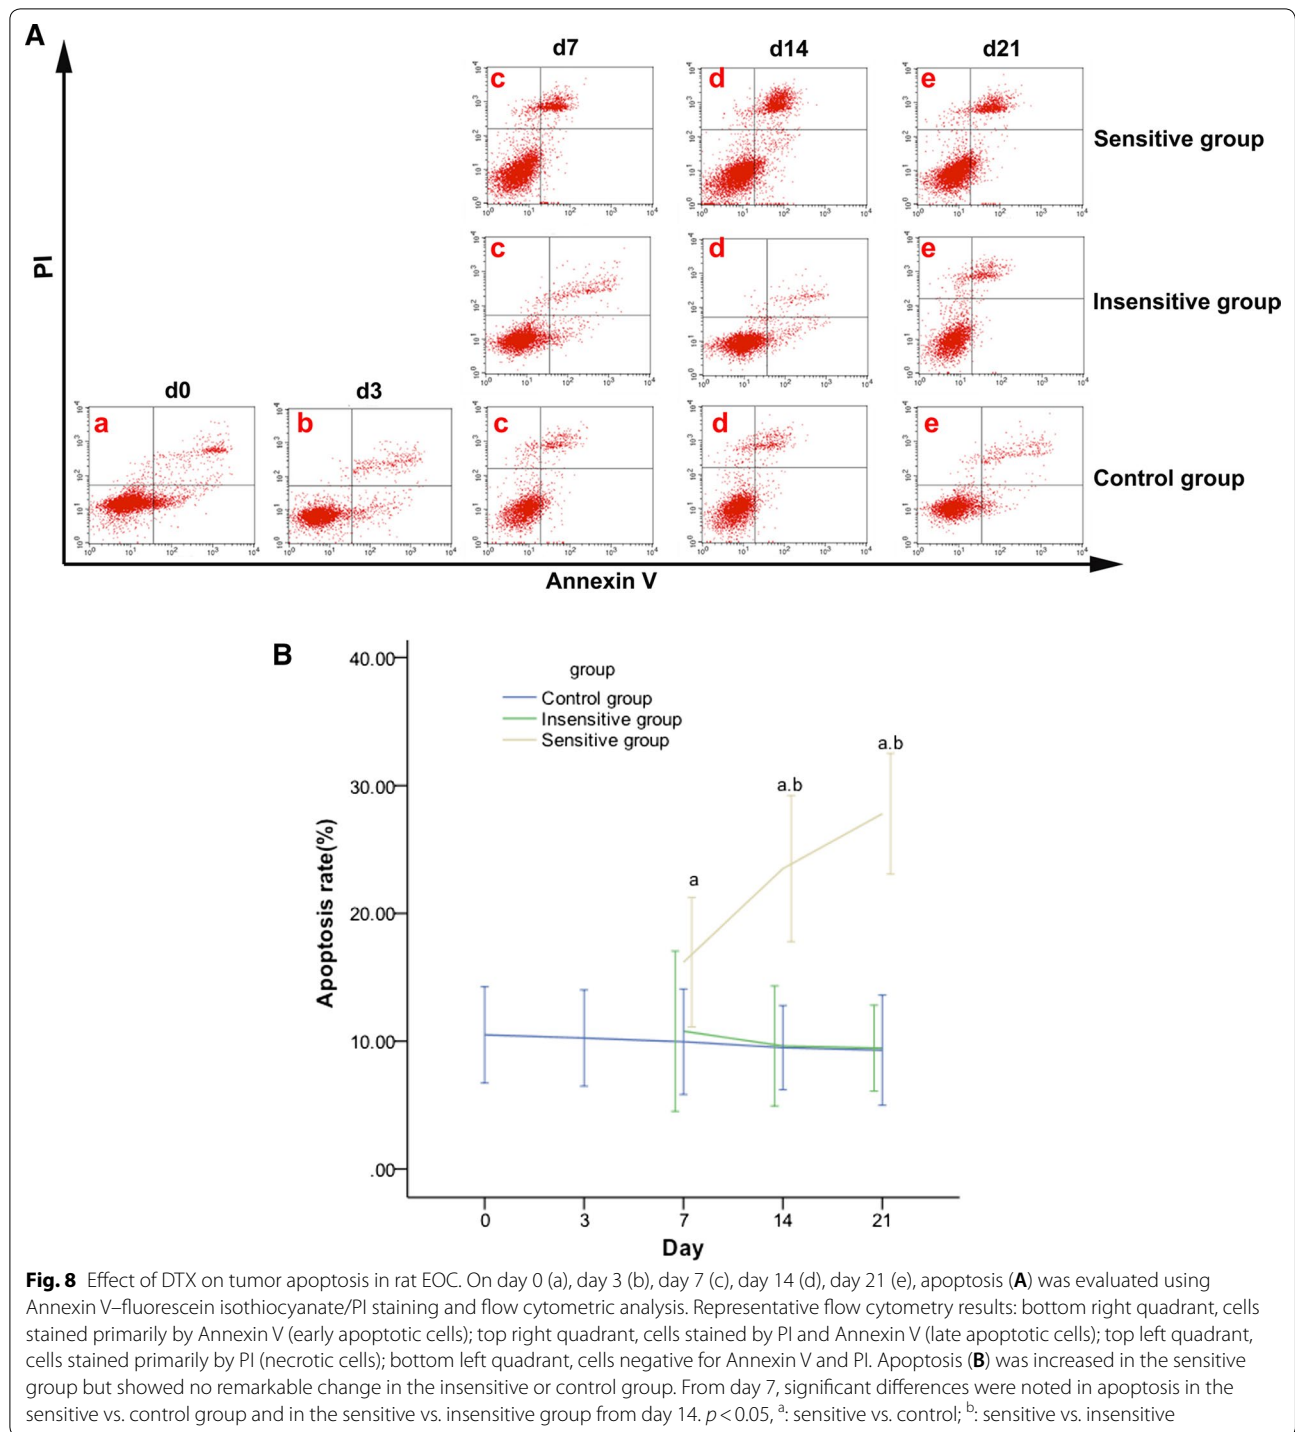 A
d7 d14 d21
c d e
Sensitive group
c d e
Insensitive group
PI
d0 d3
a b c d e
Control group
Annexin V
B
group
Control group
Insensitive group
Sensitive group
40.00
30.00
20.00
10.00
.00
Apoptosis rate(%)
a
a.b
a.b
0 3 7 14 21
Day
Fig. 8 Effect of DTX on tumor apoptosis in rat EOC. On day 0 (a), day 3 (b), day 7 (c), day 14 (d), day 21 (e), apoptosis (A) was evaluated using
Annexin V–fluorescein isothiocyanate/PI staining and flow cytometric analysis. Representative flow cytometry results: bottom right quadrant, cells
stained primarily by Annexin V (early apoptotic cells); top right quadrant, cells stained by PI and Annexin V (late apoptotic cells); top left quadrant,
cells stained primarily by PI (necrotic cells); bottom left quadrant, cells negative for Annexin V and PI. Apoptosis (B) was increased in the sensitive
group but showed no remarkable change in the insensitive or control group. From day 7, significant differences were noted in apoptosis in the
sensitive vs. control group and in the sensitive vs. insensitive group from day 14. p < 0.05, a: sensitive vs. control; b: sensitive vs. insensitive